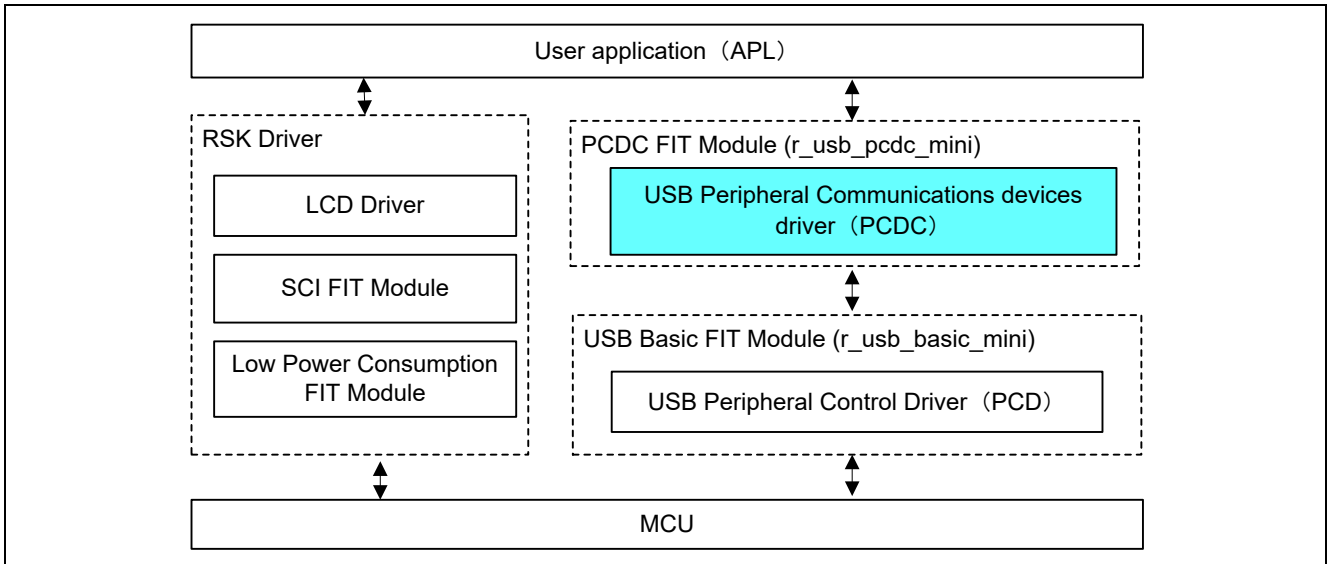 User application（APL）
RSK Driver
LCD Driver
SCI FIT Module
Low Power Consumption
FIT Module
PCDC FIT Module (r_usb_pcdc_mini)
USB Peripheral Communications devices
driver（PCDC）
USB Basic FIT Module (r_usb_basic_mini)
USB Peripheral Control Driver（PCD）
MCU